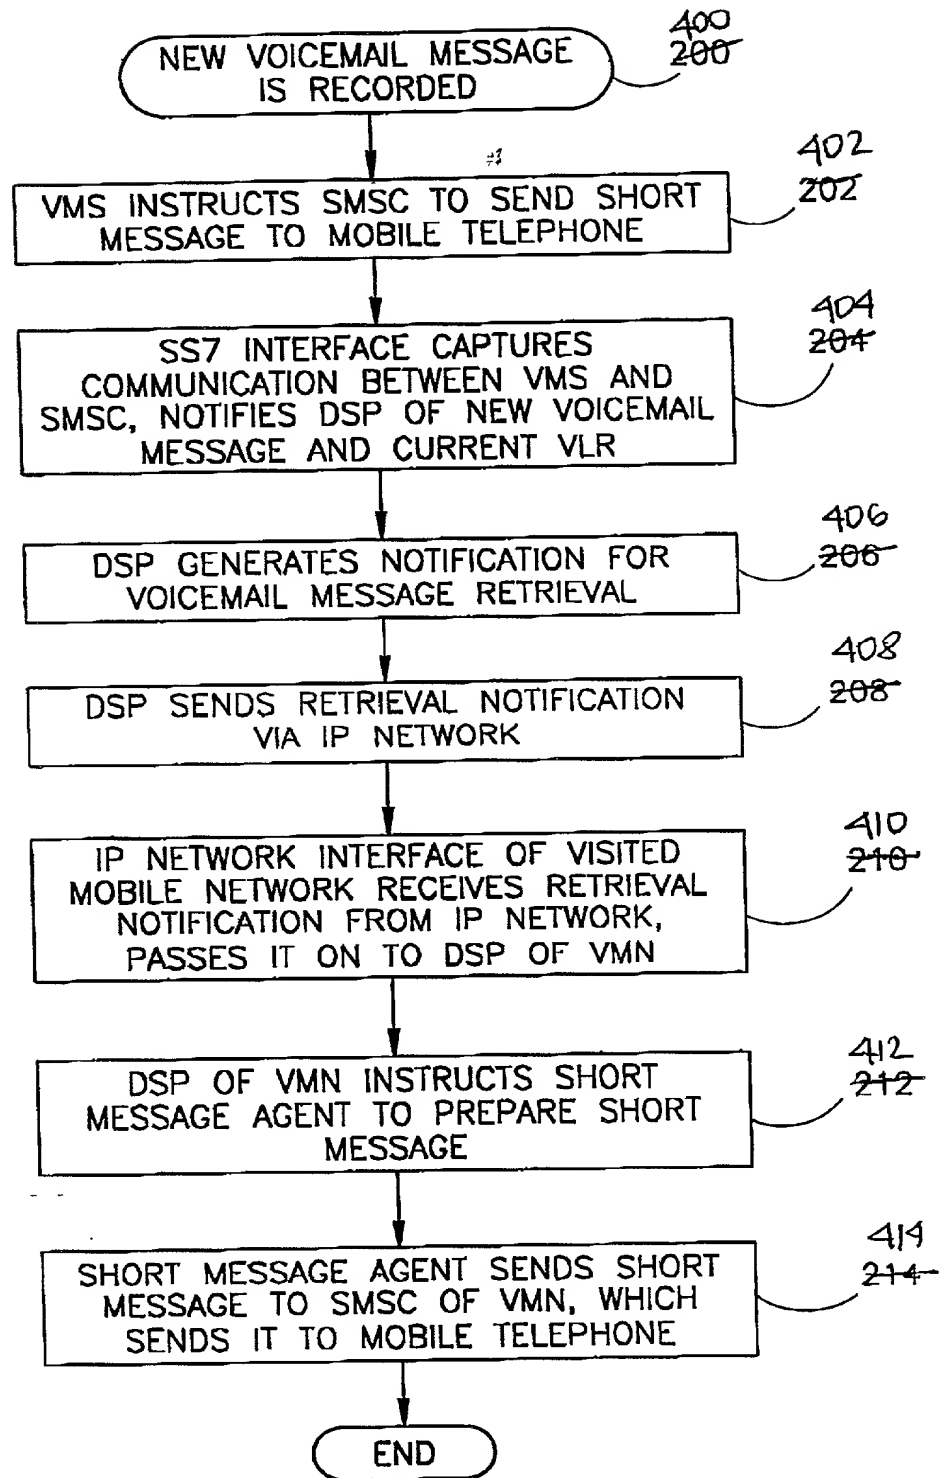 400
200
NEW VOICEMAIL MESSAGE
IS RECORDED
402
202
VMS INSTRUCTS SMSC TO SEND SHORT
MESSAGE TO MOBILE TELEPHONE
404
204
SS7 INTERFACE CAPTURES
COMMUNICATION BETWEEN VMS AND
SMSC, NOTIFIES DSP OF NEW VOICEMAIL
MESSAGE AND CURRENT VLR
406
206
DSP GENERATES NOTIFICATION FOR
VOICEMAIL MESSAGE RETRIEVAL
408
208
DSP SENDS RETRIEVAL NOTIFICATION
VIA IP NETWORK
410
210
IP NETWORK INTERFACE OF VISITED
MOBILE NETWORK RECEIVES RETRIEVAL
NOTIFICATION FROM IP NETWORK,
PASSES IT ON TO DSP OF VMN
412
212
DSP OF VMN INSTRUCTS SHORT
MESSAGE AGENT TO PREPARE SHORT
MESSAGE
414
214
SHORT MESSAGE AGENT SENDS SHORT
MESSAGE TO SMSC OF VMN, WHICH
SENDS IT TO MOBILE TELEPHONE
END